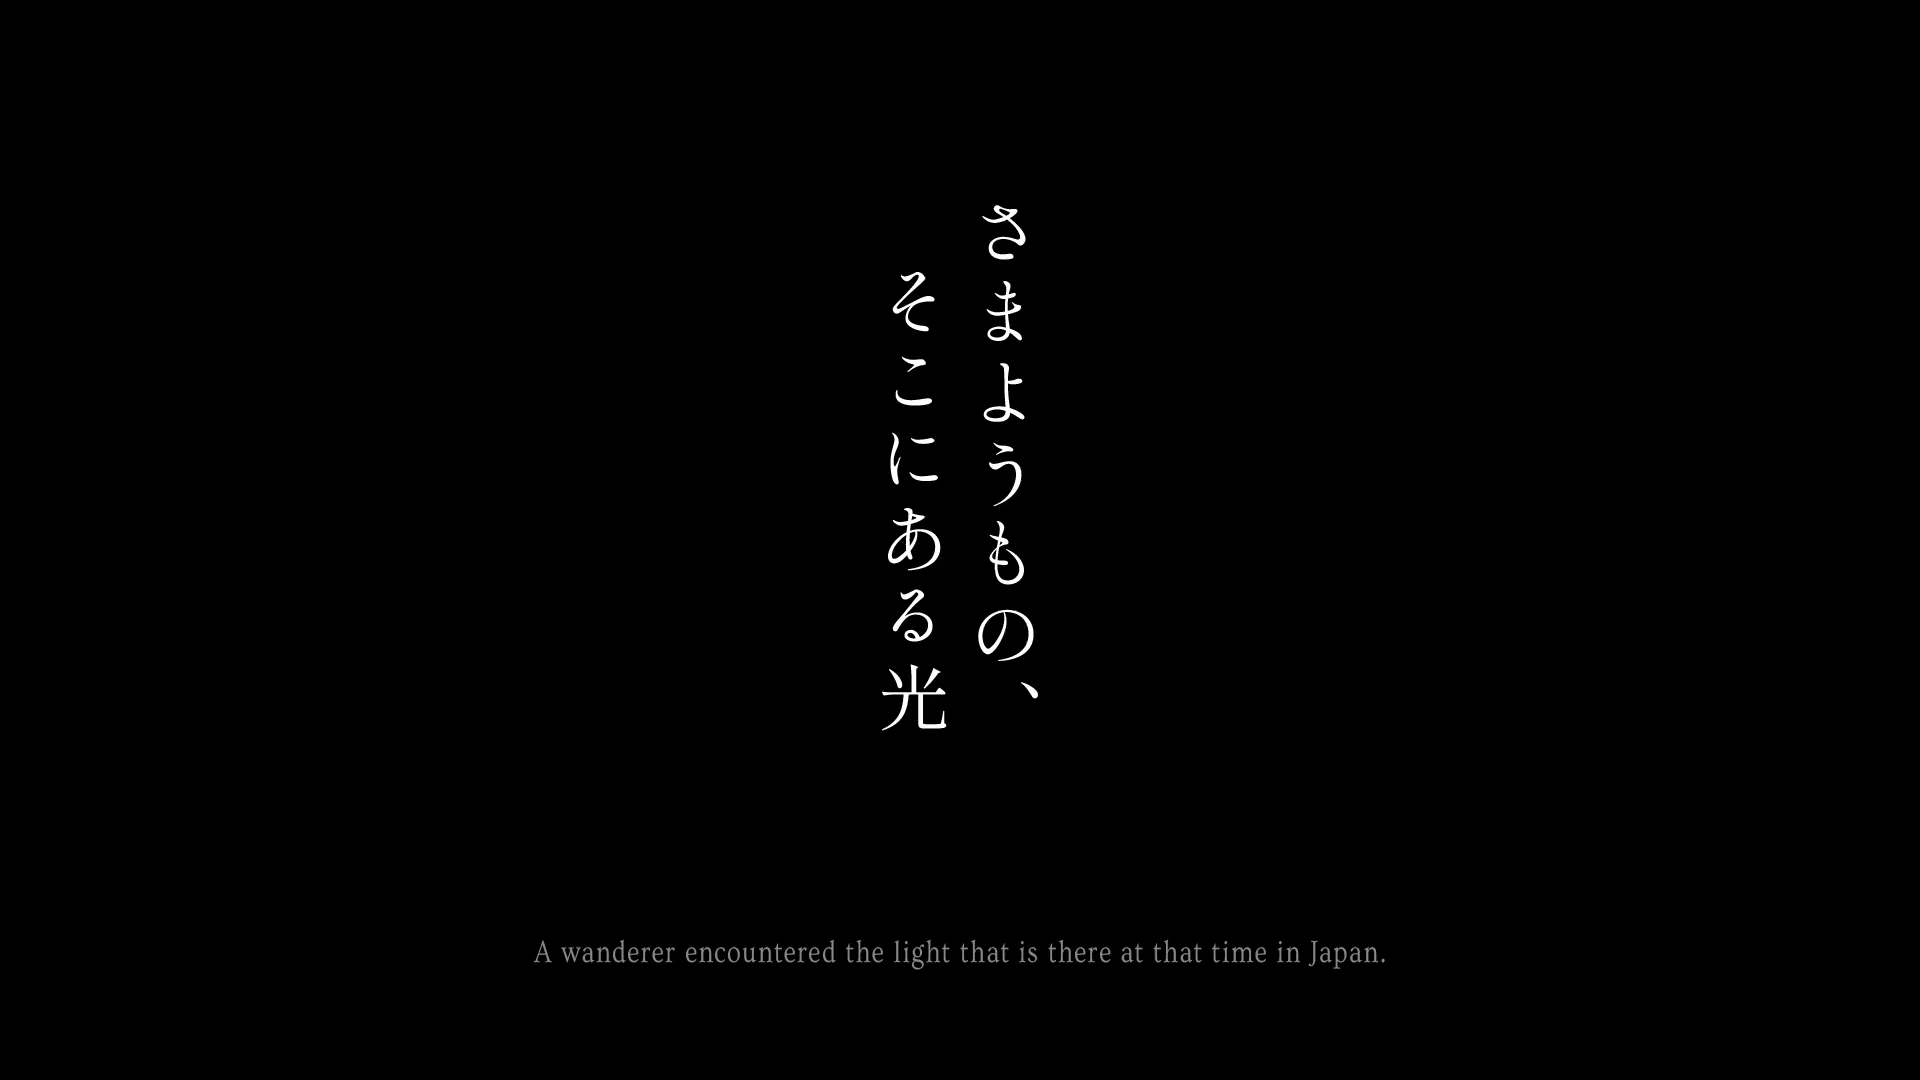 さまようもの、
そこにある光
A wanderer encountered the light that is there at that time in Japan.